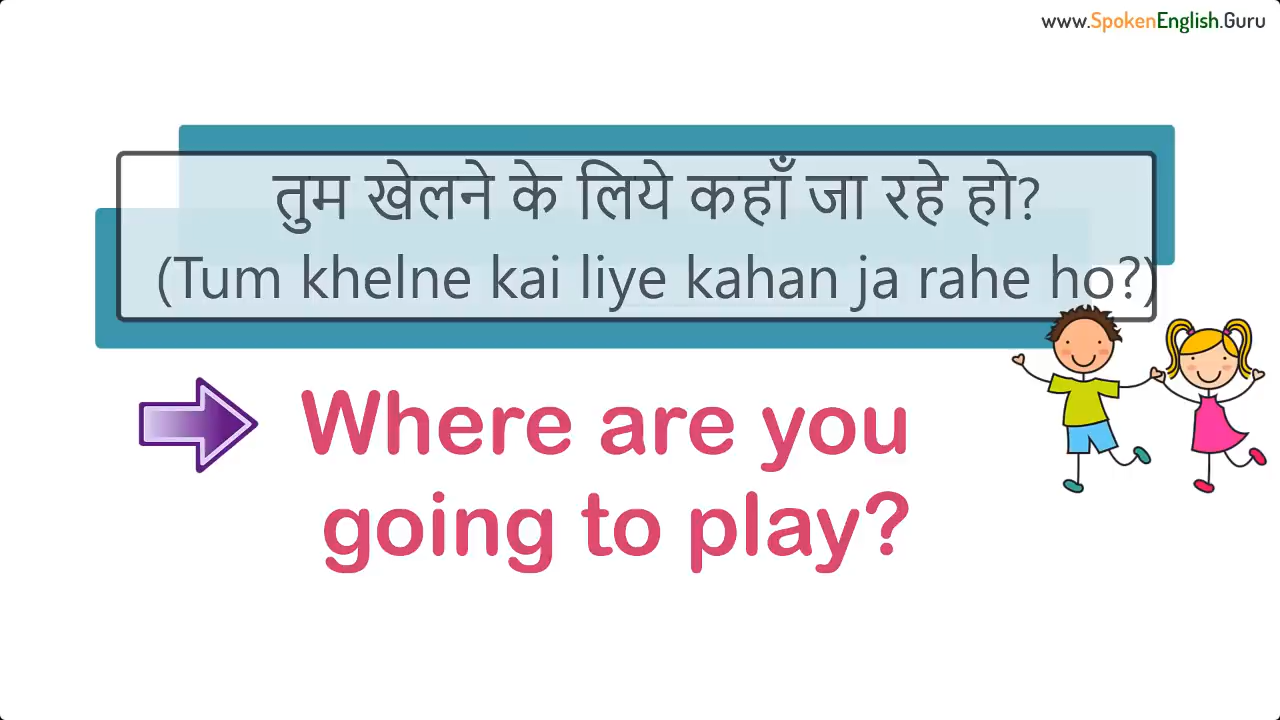 www.SpokenEnglish.Guru
तुम खेलने के लिये कहाँ जा रहे हो?
(Tum khelne kai liye kahan ja rahe ho?)
Where are you
going to play?